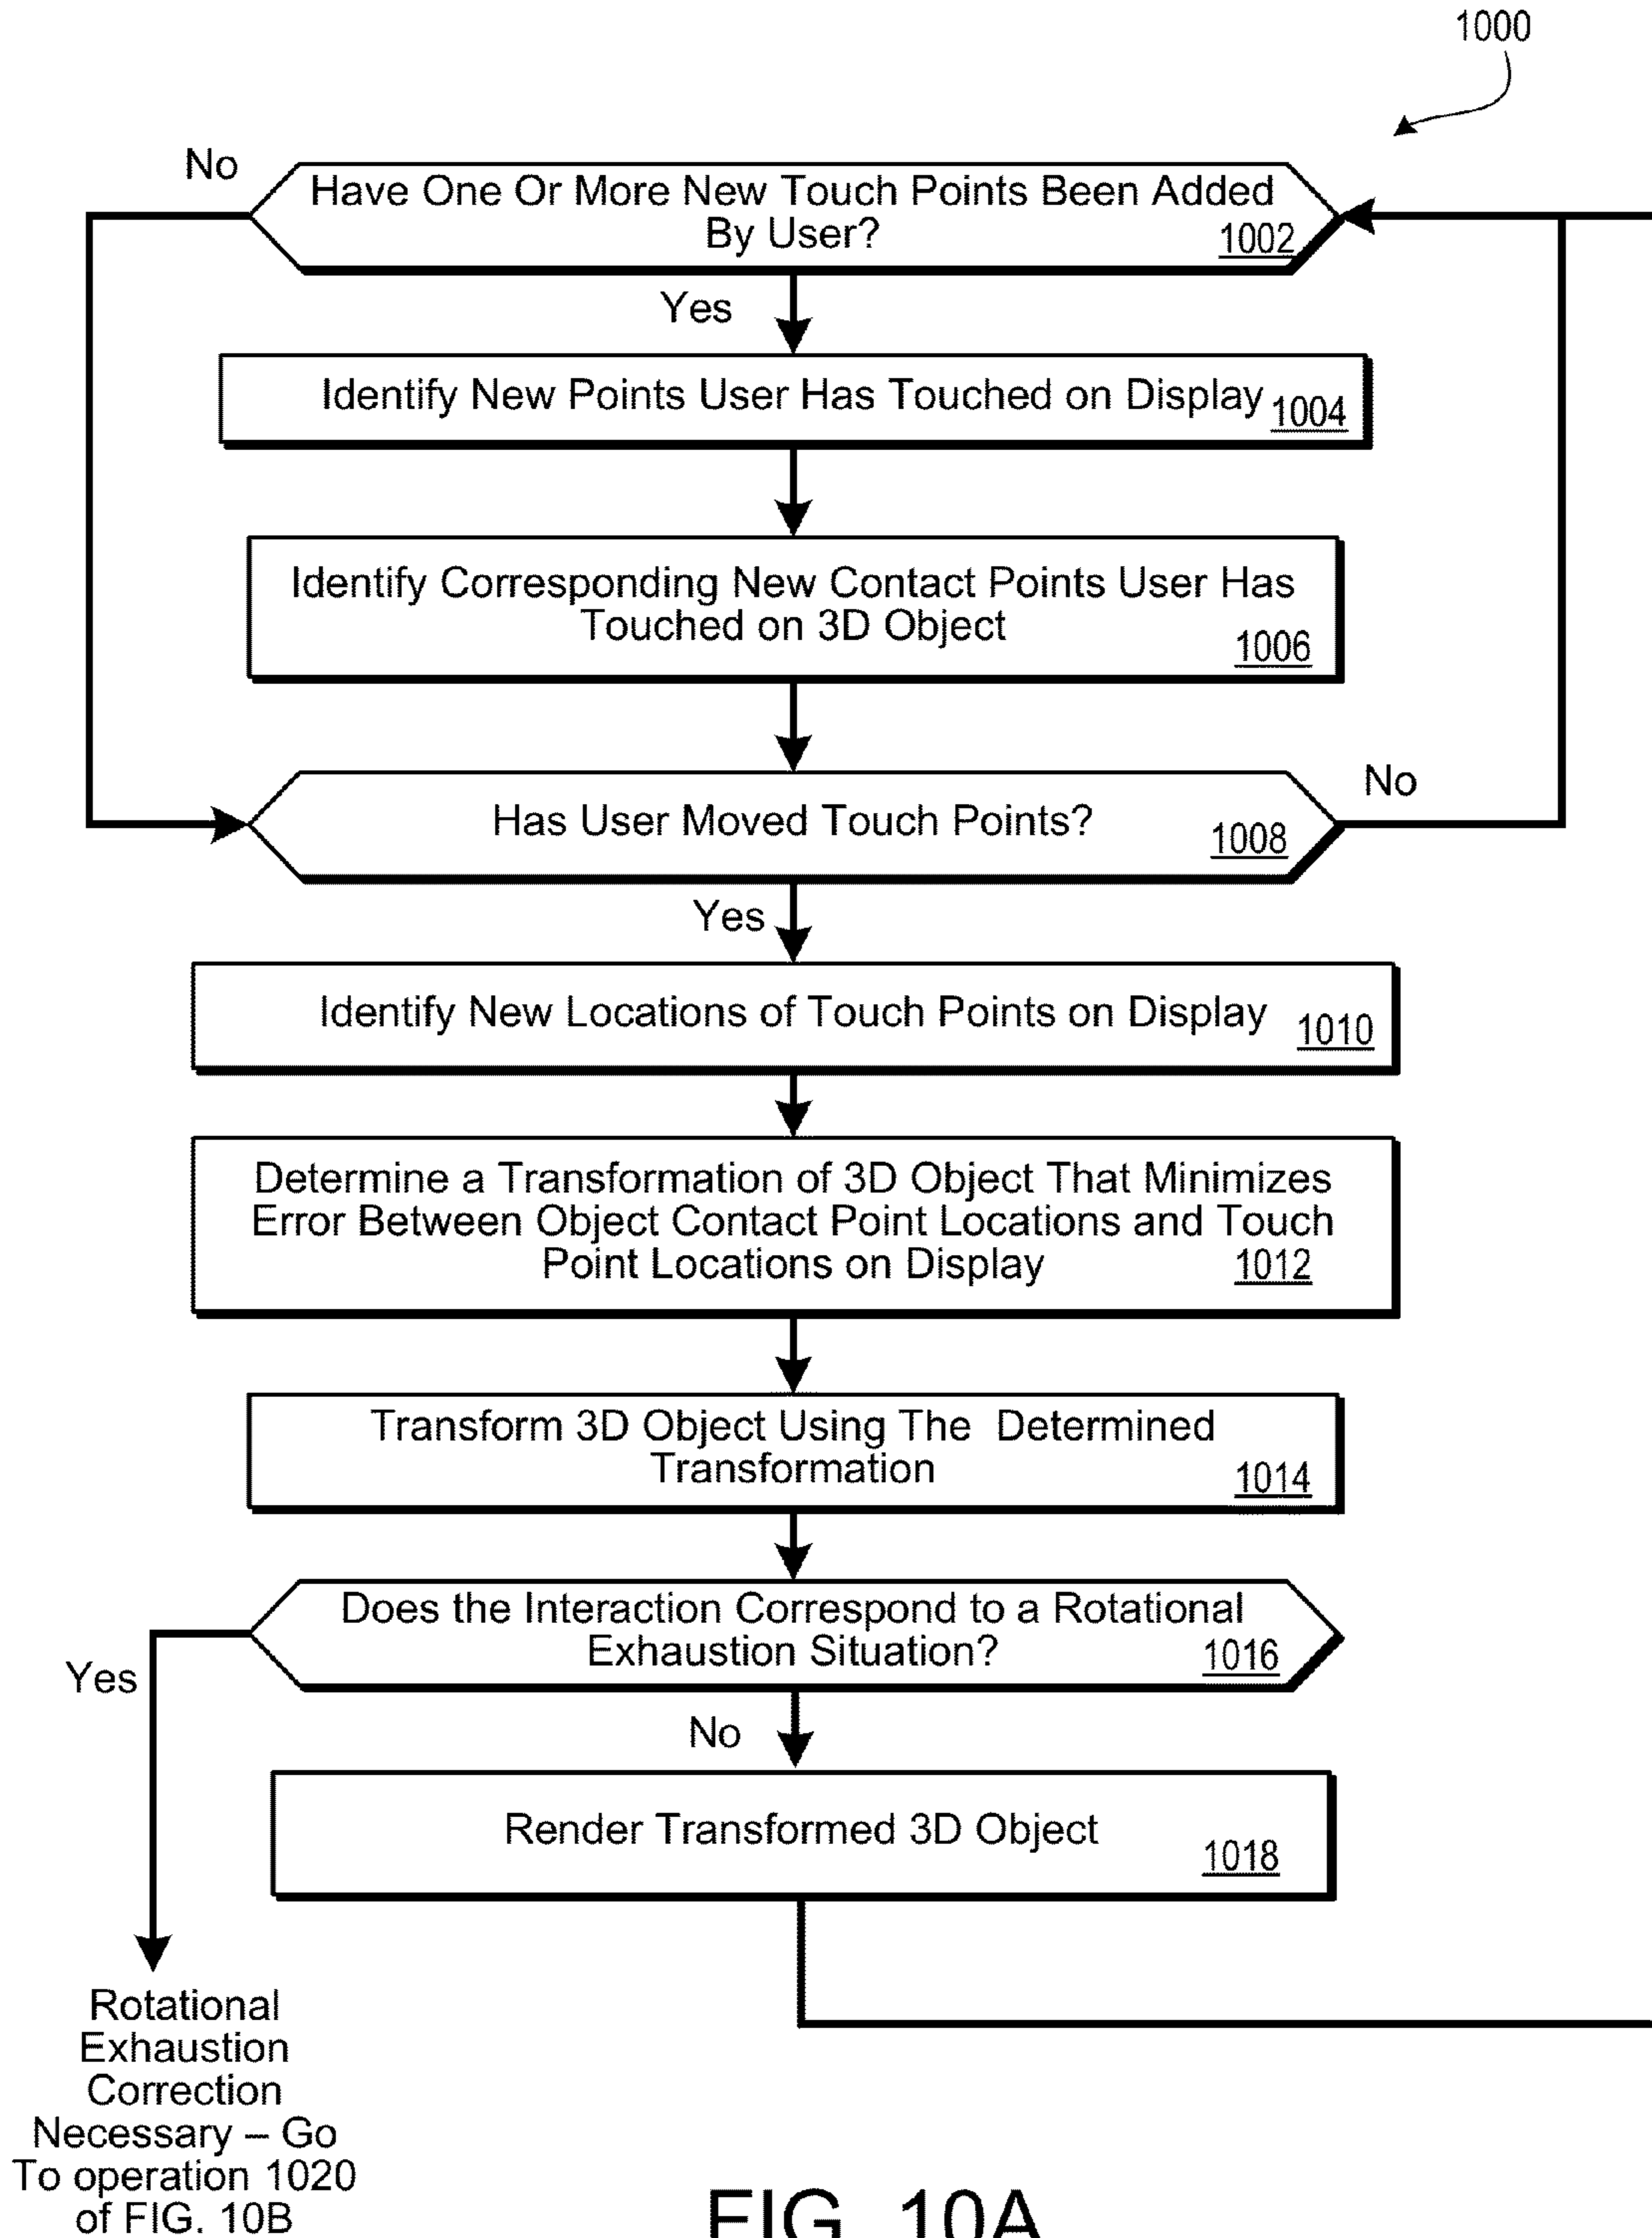 1000
No
Have One Or More New Touch Points Been Added
By User?
1002
Yes
Identify New Points User Has Touched on Display
1004
Identify Corresponding New Contact Points User Has
Touched on 3D Object
1006
Has User Moved Touch Points?
1008
No
Yes
Identify New Locations of Touch Points on Display
1010
Determine a Transformation of 3D Object That Minimizes
Error Between Object Contact Point Locations and Touch
Point Locations on Display
1012
Transform 3D Object Using The Determined
Transformation
1014
Does the Interaction Correspond to a Rotational
Exhaustion Situation?
1016
Yes
No
Render Transformed 3D Object
1018
Rotational
Exhaustion
Correction
Necessary – Go
To operation 1020
of FIG. 10B
FIG. 10A